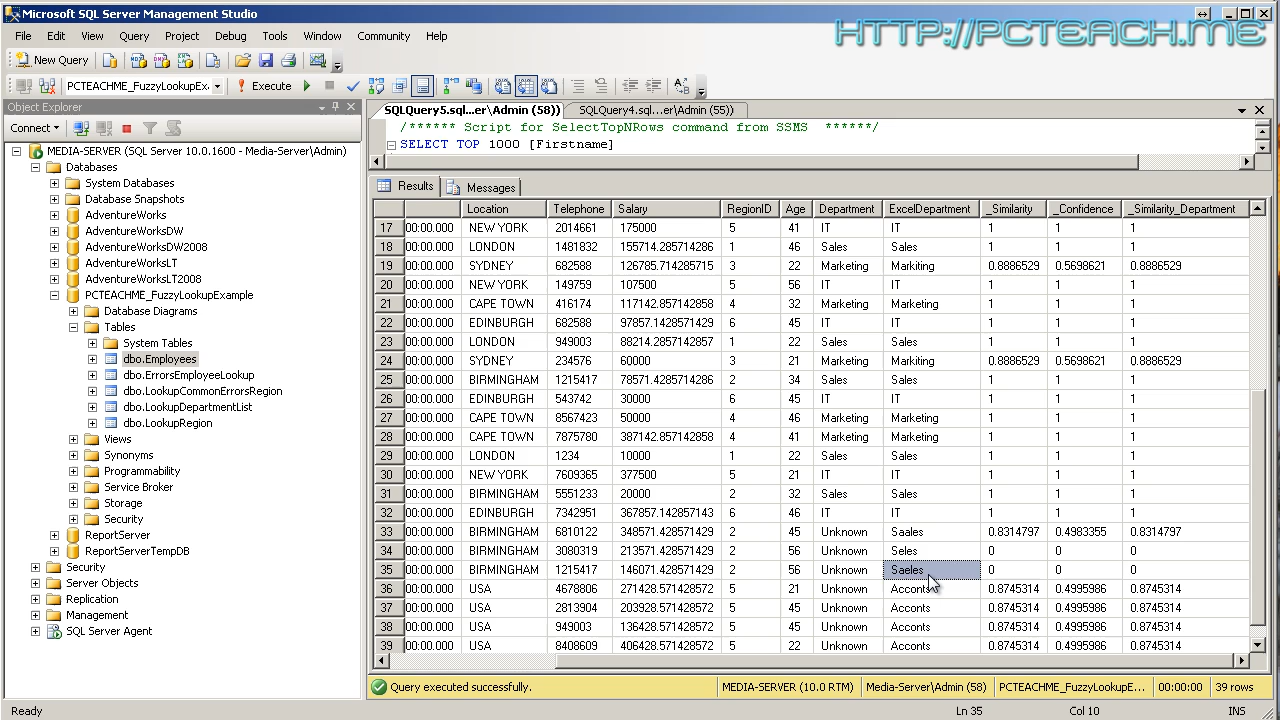 Microsoft SQL Server Management Studio
HTTP://PCTEACH.ME
File Edit View Query Project Debug Tools Window Community Help
New Query
PCTEACHME_FuzzyLookupEx Execute
Object Explorer
Connect
MEDIA-SERVER (SQL Server 10.0.1600 - Media-Server\Admin)
Databases
System Databases
Database Snapshots
AdventureWorks
AdventureWorksDW
AdventureWorksDW2008
AdventureWorksLT
AdventureWorksLT2008
PCTEACHME_FuzzyLookupExample
Database Diagrams
Tables
System Tables
dbo.Employees
dbo.ErrorsEmployeeLookup
dbo.LookupCommonErrorsRegion
dbo.LookupDepartmentList
dbo.LookupRegion
Views
Synonyms
Programmability
Service Broker
Storage
Security
ReportServer
ReportServerTempDB
Security
Server Objects
Replication
Management
SQL Server Agent
SQLQuery5.sql...er\Admin (58)) SQLQuery4.sql...er\Admin (55))
/****** Script for SelectTopNRows command from SSMS ******/
SELECT TOP 1000 [Firstname]
Results Messages
Location Telephone Salary RegionID Age Department ExcelDepartment _Similarity _Confidence _Similarity_Department
17 00:00.000 NEW YORK 2014661 175000 5 41 IT IT 1 1 1
18 00:00.000 LONDON 1481832 155714.285714286 1 46 Sales Sales 1 1 1
19 00:00.000 SYDNEY 682588 126785.714285715 3 22 Marketing Markiting 0.8886529 0.5698621 0.8886529
20 00:00.000 NEW YORK 149759 107500 5 56 IT IT 1 1 1
21 00:00.000 CAPE TOWN 416174 117142.857142858 4 32 Marketing Marketing 1 1 1
22 00:00.000 EDINBURGH 682588 97857.1428571429 6 45 IT IT 1 1 1
23 00:00.000 LONDON 949003 88214.2857142857 1 22 Sales Sales 1 1 1
24 00:00.000 SYDNEY 234576 60000 3 21 Marketing Markiting 0.8886529 0.5698621 0.8886529
25 00:00.000 BIRMINGHAM 1215417 78571.4285714286 2 34 Sales Sales 1 1 1
26 00:00.000 EDINBURGH 543742 30000 6 45 IT IT 1 1 1
27 00:00.000 CAPE TOWN 8567423 50000 4 46 Marketing Marketing 1 1 1
28 00:00.000 CAPE TOWN 7875780 387142.857142858 4 41 Marketing Marketing 1 1 1
29 00:00.000 LONDON 1234 10000 1 22 Sales Sales 1 1 1
30 00:00.000 NEW YORK 7609365 377500 5 21 IT IT 1 1 1
31 00:00.000 BIRMINGHAM 5551233 20000 2 32 Sales Sales 1 1 1
32 00:00.000 EDINBURGH 7342951 367857.142857143 6 46 IT IT 1 1 1
33 00:00.000 BIRMINGHAM 6810122 348571.428571429 2 45 Unknown Saales 0.8314797 0.4983355 0.8314797
34 00:00.000 BIRMINGHAM 3080319 213571.428571429 2 56 Unknown Seles 0 0 0
35 00:00.000 BIRMINGHAM 1215417 146071.428571429 2 56 Unknown Saeles 0 0 0
36 00:00.000 USA 4678806 271428.571428572 5 21 Unknown Acconts 0.8745314 0.4995986 0.8745314
37 00:00.000 USA 2813904 203928.571428572 5 45 Unknown Acconts 0.8745314 0.4995986 0.8745314
38 00:00.000 USA 949003 136428.571428572 5 45 Unknown Acconts 0.8745314 0.4995986 0.8745314
39 00:00.000 USA 8408609 406428.571428572 5 22 Unknown Acconts 0.8745314 0.4995986 0.8745314
Query executed successfully. MEDIA-SERVER (10.0 RTM) Media-Server\Admin (58) PCTEACHME_FuzzyLookupE... 00:00:00 39 rows
Ready Ln 35 Col 10 INS